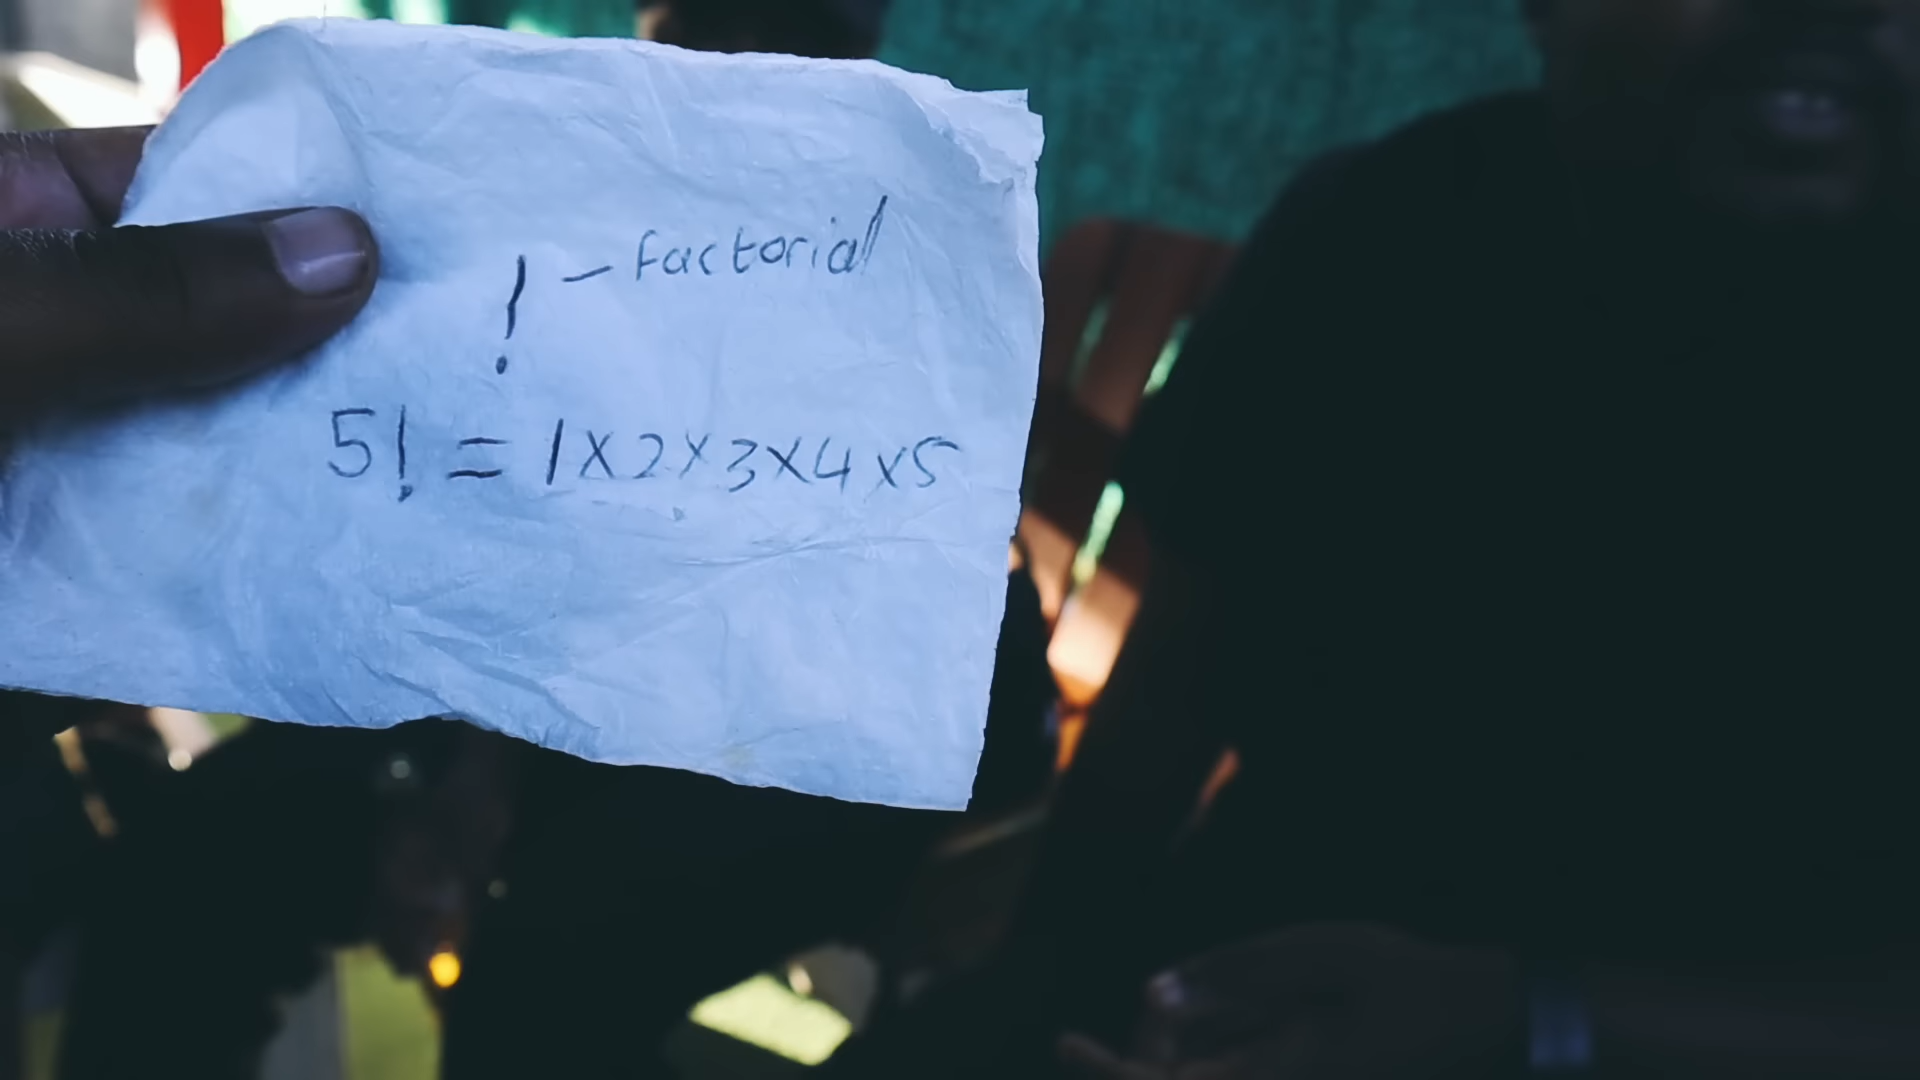 ! - factorial
5! = 1x2x3x4x5